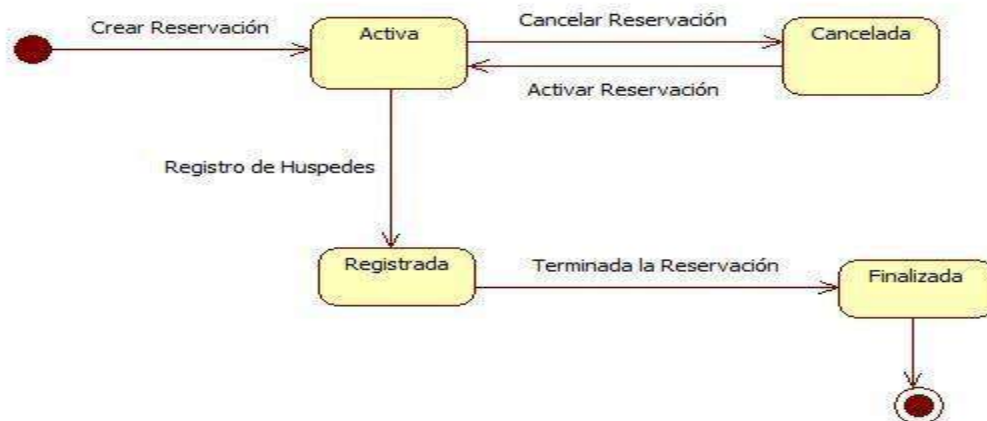 Crear Reservación
Activa
Cancelar Reservación
Cancelada
Activar Reservación
Registro de Huspedes
Registrada
Terminada la Reservación
Finalizada